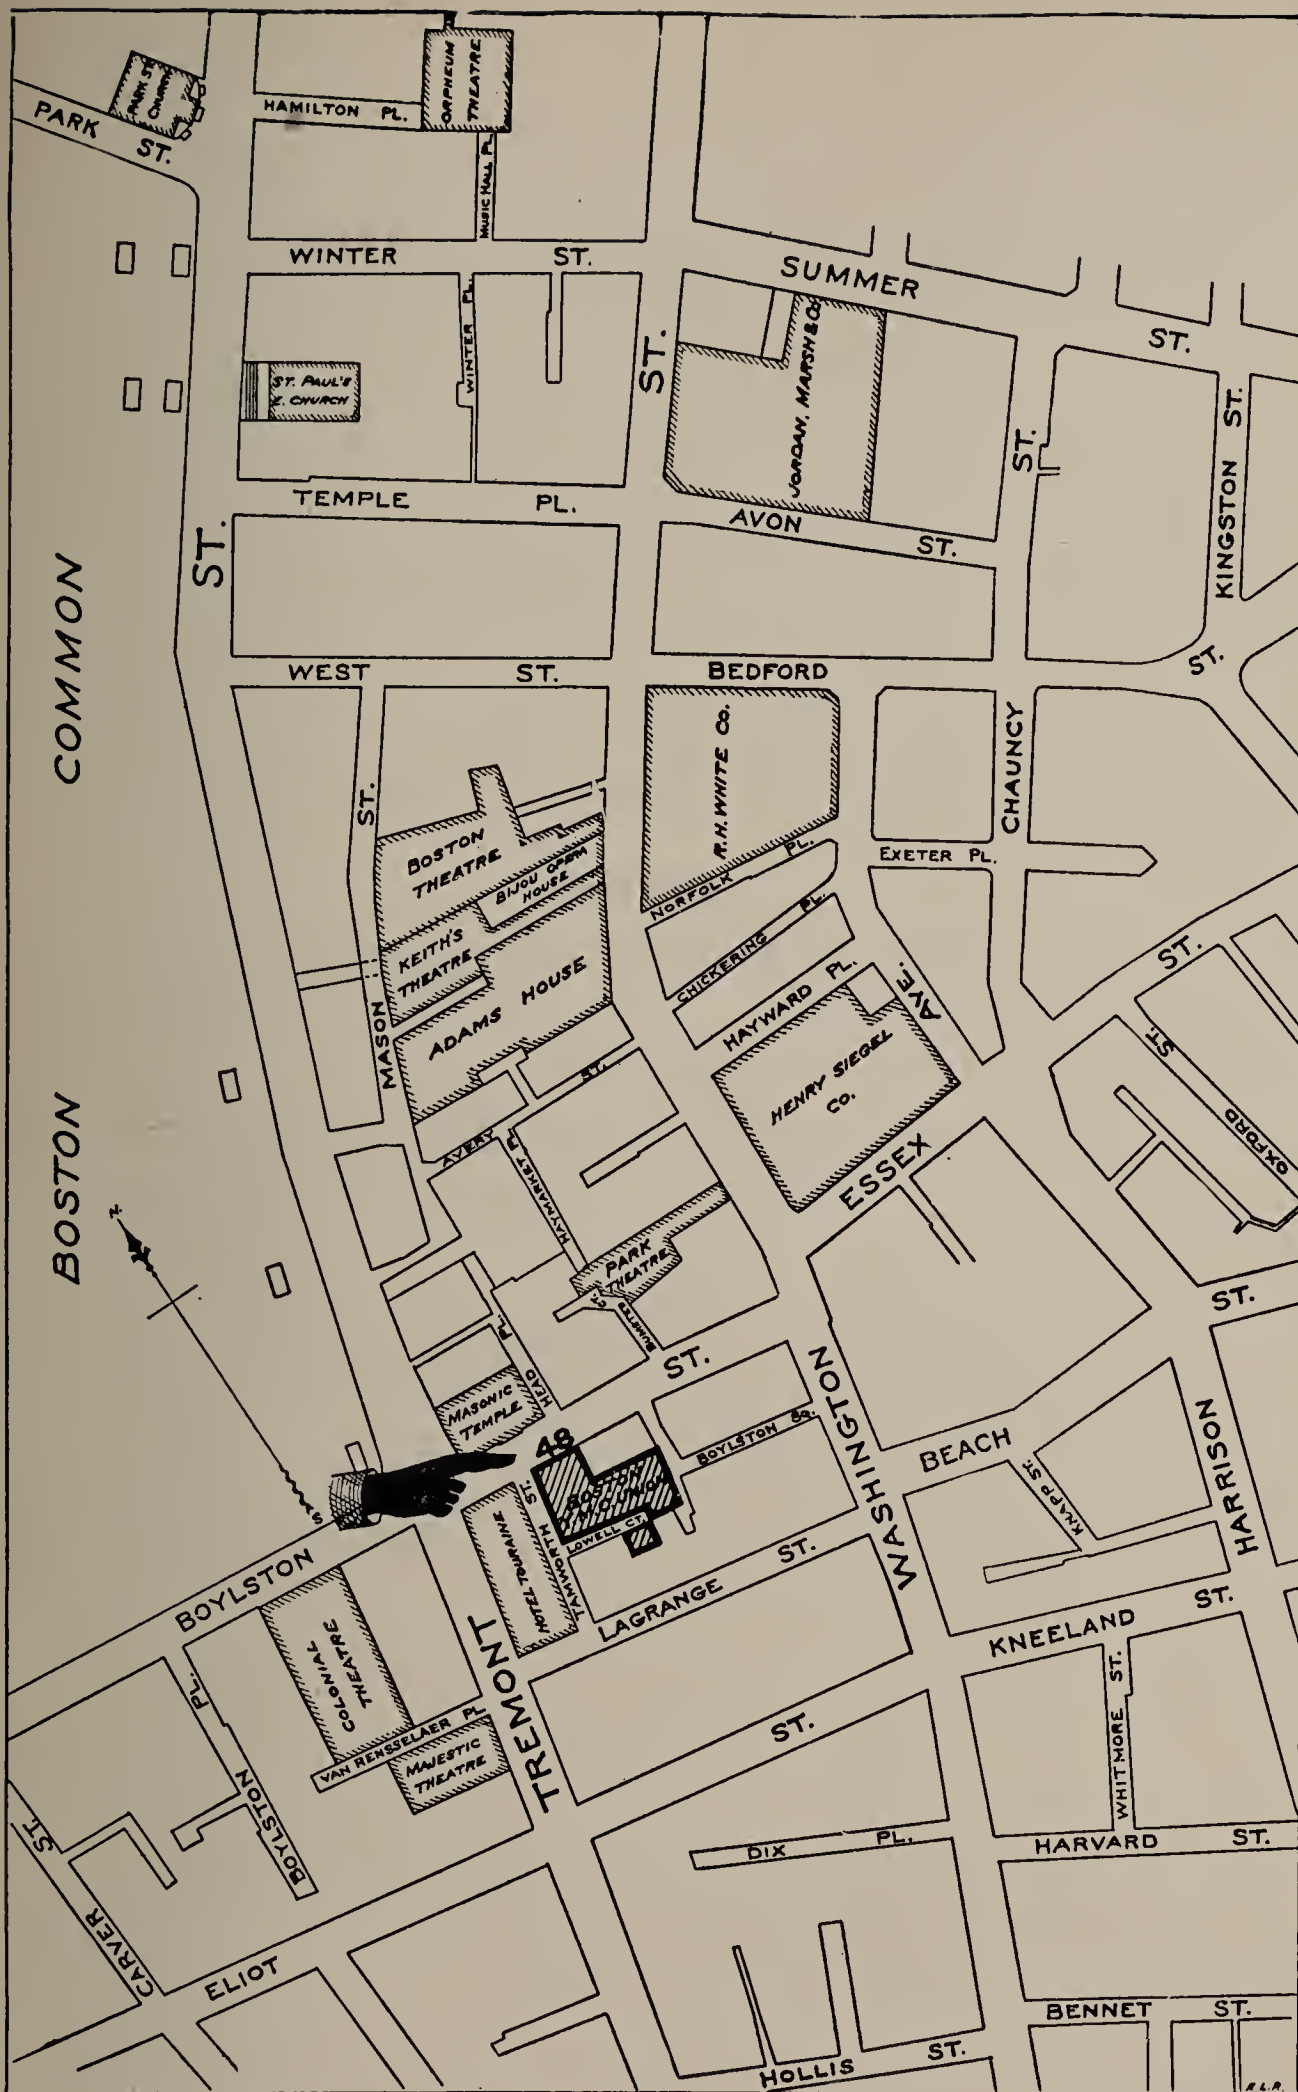 PARK ST.
PARK ST.
CHURCH
HAMILTON PL.
ORPHEUM
THEATRE
MUSIC HALL PL.
WINTER ST.
SUMMER ST.
WINTER PL.
ST. PAUL'S
E. CHURCH
ST.
JORDAN, MARSH & CO.
ST.
KINGSTON ST.
TEMPLE PL.
AVON ST.
ST.
COMMON
WEST ST.
BEDFORD ST.
ST.
BOSTON
THEATRE
BIJOU OPERA
HOUSE
KEITH'S
THEATRE
ADAMS HOUSE
MASON
R.H. WHITE CO.
CHAUNCY
NORFOLK PL.
EXETER PL.
CHICKERING PL.
HAYWARD PL.
AVE.
ST.
HENRY SIEGEL
CO.
ST.
OXFORD
BOSTON
N.
AVERY ST.
HAYMARKET PL.
ESSEX
PARK
THEATRE
BUMSTEAD CT.
ST.
ST.
HEAD PL.
MASONIC
TEMPLE
48
BOSTON
Y.M.C. UNION
BOYLSTON SQ.
WASHINGTON
BEACH
KNAPP ST.
HARRISON
S
HOTEL TOURAINE
TAMWORTH ST.
LOWELL CT.
LAGRANGE ST.
BOYLSTON
COLONIAL
THEATRE
TREMONT
KNEELAND ST.
BOYLSTON PL.
VAN RENSSELAER PL.
MAJESTIC
THEATRE
ST.
WHITMORE ST.
DIX PL.
HARVARD ST.
CARVER ST.
ELIOT
BENNET ST.
HOLLIS ST.
R.L.R.